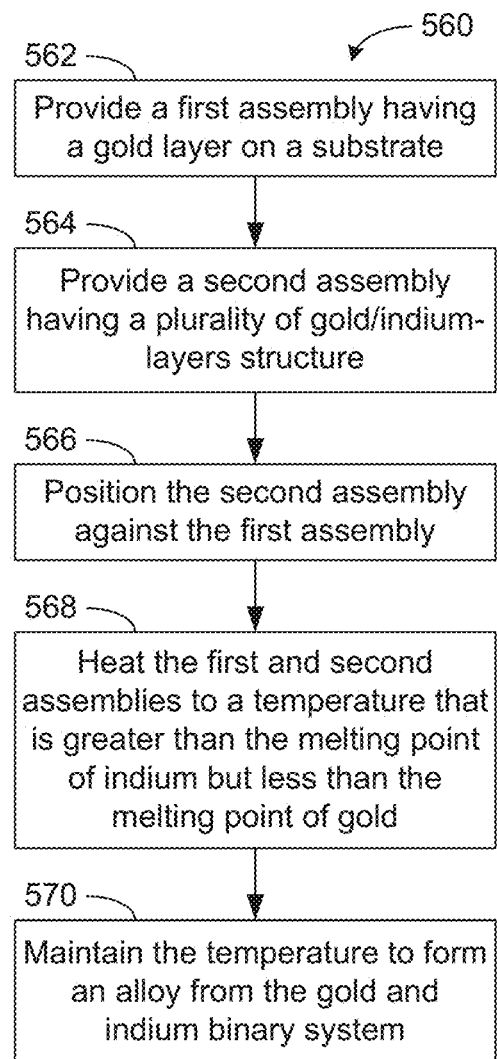 560
562
Provide a first assembly having
a gold layer on a substrate
564
Provide a second assembly
having a plurality of gold/indium-
layers structure
566
Position the second assembly
against the first assembly
568
Heat the first and second
assemblies to a temperature that
is greater than the melting point
of indium but less than the
melting point of gold
570
Maintain the temperature to form
an alloy from the gold and
indium binary system